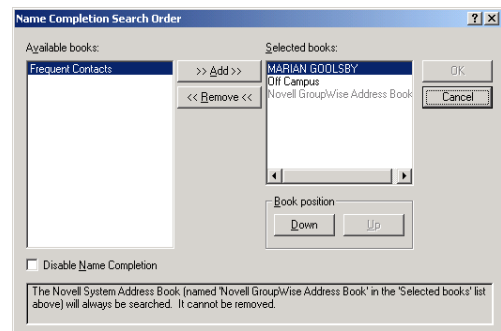 Name Completion Search Order
Available books:
Selected books:
Frequent Contacts
>> Add >>
<< Remove <<
MARIAN GOOLSBY
Off Campus
Novell GroupWise Address Book
OK
Cancel
Book position
Down
Up
Disable Name Completion
The Novell System Address Book (named 'Novell GroupWise Address Book' in the 'Selected books' list
above) will always be searched. It cannot be removed.